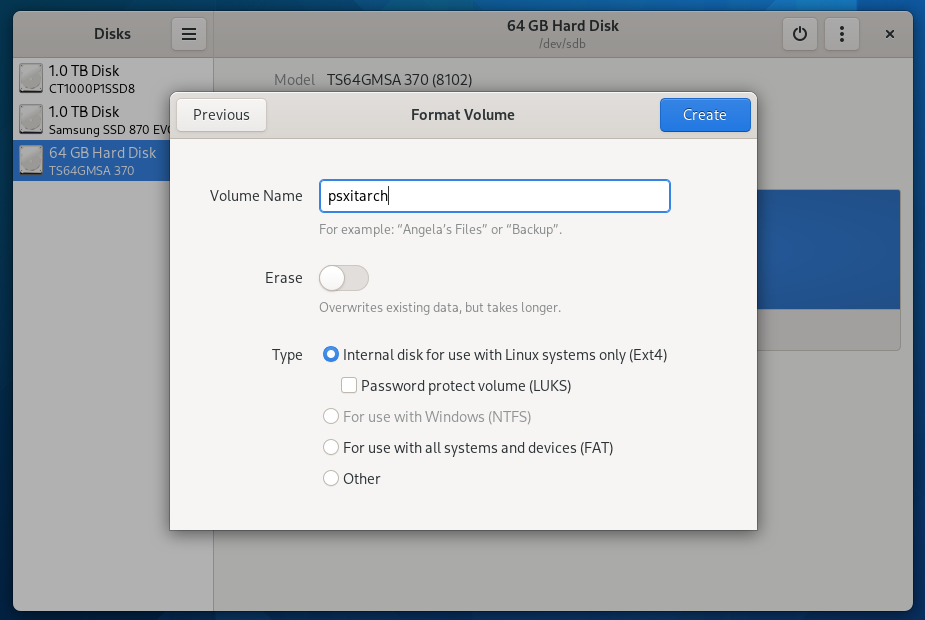 Disks
64 GB Hard Disk
/dev/sdb
1.0 TB Disk
CT1000P1SSD8
1.0 TB Disk
Samsung SSD 870 EVO
64 GB Hard Disk
TS64GMSA 370
Model TS64GMSA 370 (8102)
Previous
Format Volume
Create
Volume Name psxitarch
For example: “Angela’s Files” or “Backup”.
Erase
Overwrites existing data, but takes longer.
Type Internal disk for use with Linux systems only (Ext4)
Password protect volume (LUKS)
For use with Windows (NTFS)
For use with all systems and devices (FAT)
Other